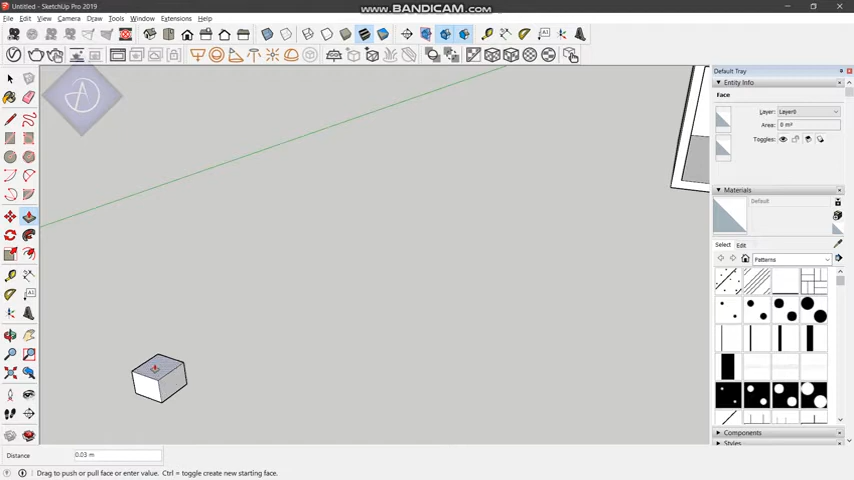 Untitled - SketchUp Pro 2019
WWW.BANDICAM.COM
File Edit View Camera Draw Tools Window Extensions Help
Default Tray
Entity Info
Face
Layer: Layer0
Area: 0 m²
Toggles:
Materials
Default
Select Edit
Patterns
Components
Styles
Distance 0.03 m
Drag to push or pull face or enter value. Ctrl = toggle create new starting face.